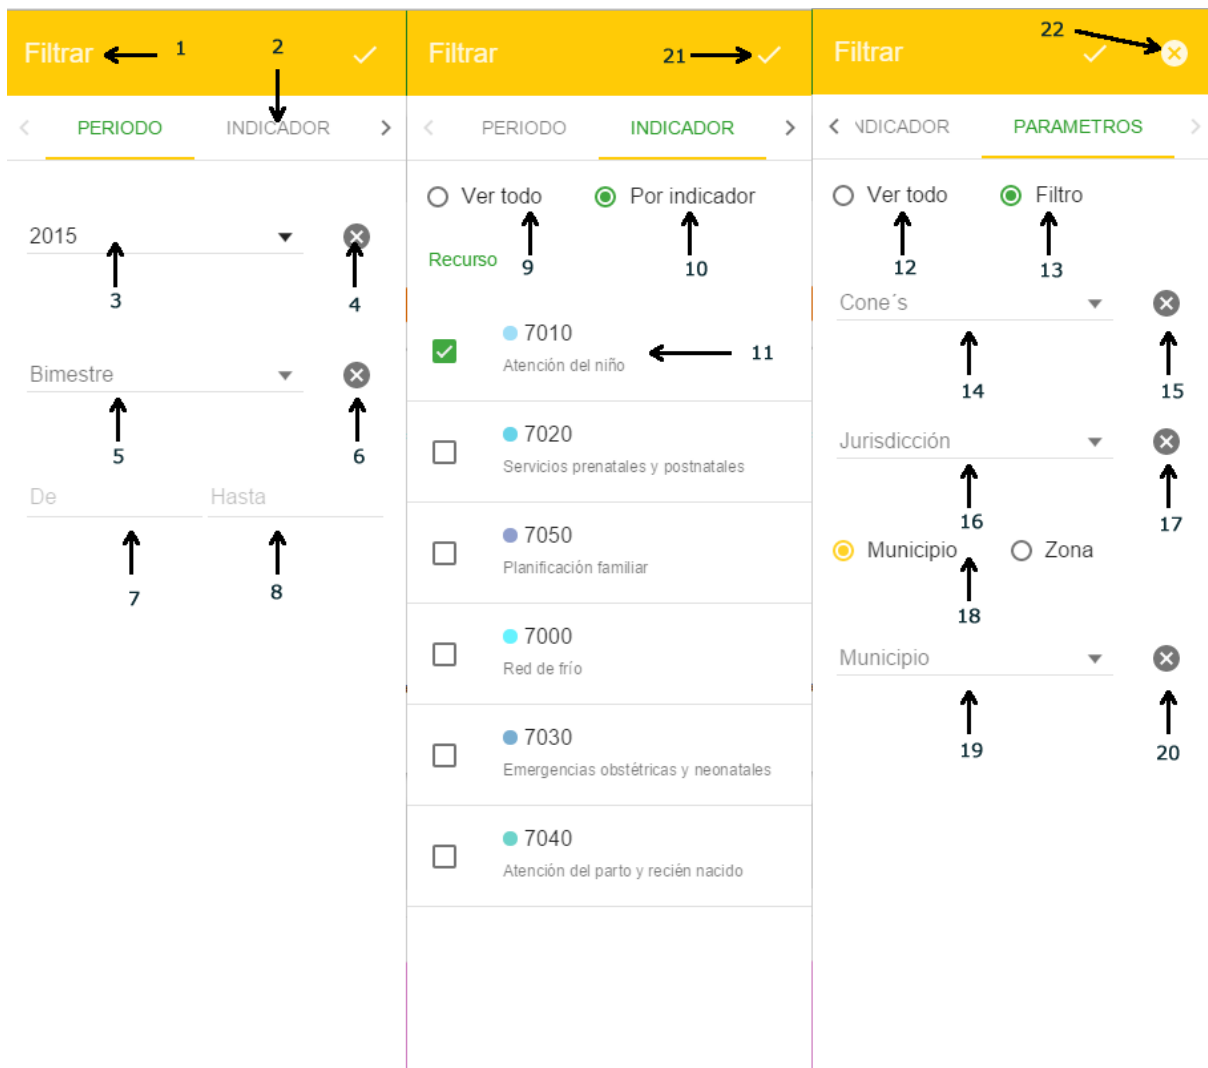 Filtrar
1
2
PERIODO
INDICADOR
2015
3
4
Bimestre
5
6
De
Hasta
7
8
Filtrar
21
PERIODO
INDICADOR
Ver todo
Por indicador
9
10
Recurso
7010
Atención del niño
11
7020
Servicios prenatales y postnatales
7050
Planificación familiar
7000
Red de frío
7030
Emergencias obstétricas y neonatales
7040
Atención del parto y recién nacido
22
Filtrar
NDICADOR
PARAMETROS
Ver todo
Filtro
12
13
Cone´s
14
15
Jurisdicción
16
17
Municipio
Zona
18
Municipio
19
20